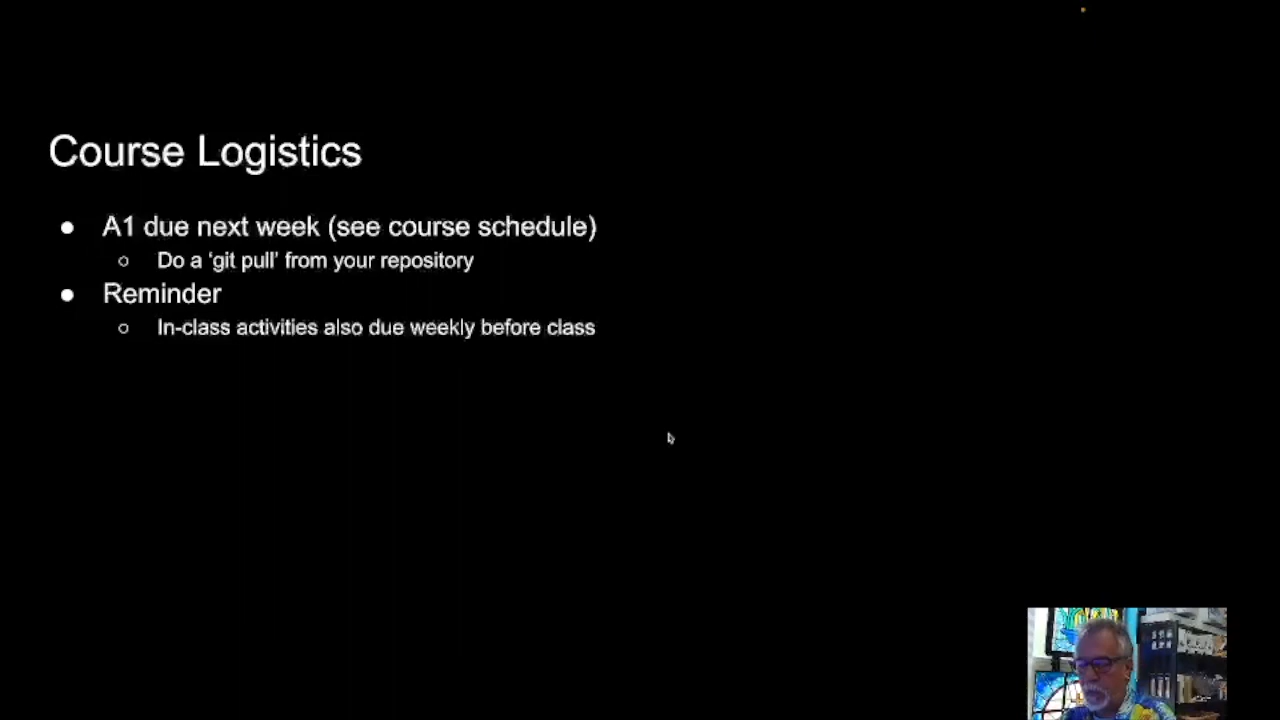 Course Logistics
● A1 due next week (see course schedule)
○ Do a ‘git pull’ from your repository
● Reminder
○ In-class activities also due weekly before class